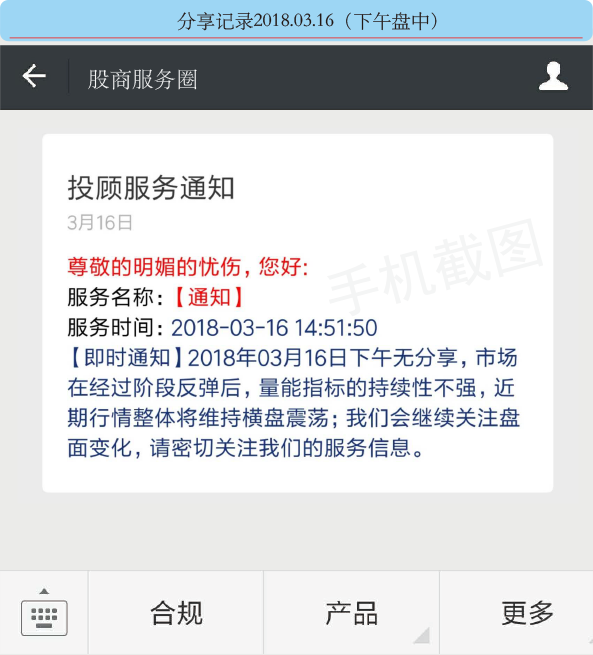 分享记录2018.03.16（下午盘中）
股商服务圈
投顾服务通知
3月16日
尊敬的明媚的忧伤，您好:
服务名称:【通知】
服务时间: 2018-03-16 14:51:50
【即时通知】2018年03月16日下午无分享，市场
在经过阶段反弹后，量能指标的持续性不强，近
期行情整体将维持横盘震荡；我们会继续关注盘
面变化，请密切关注我们的服务信息。
手机截图
合规
产品
更多